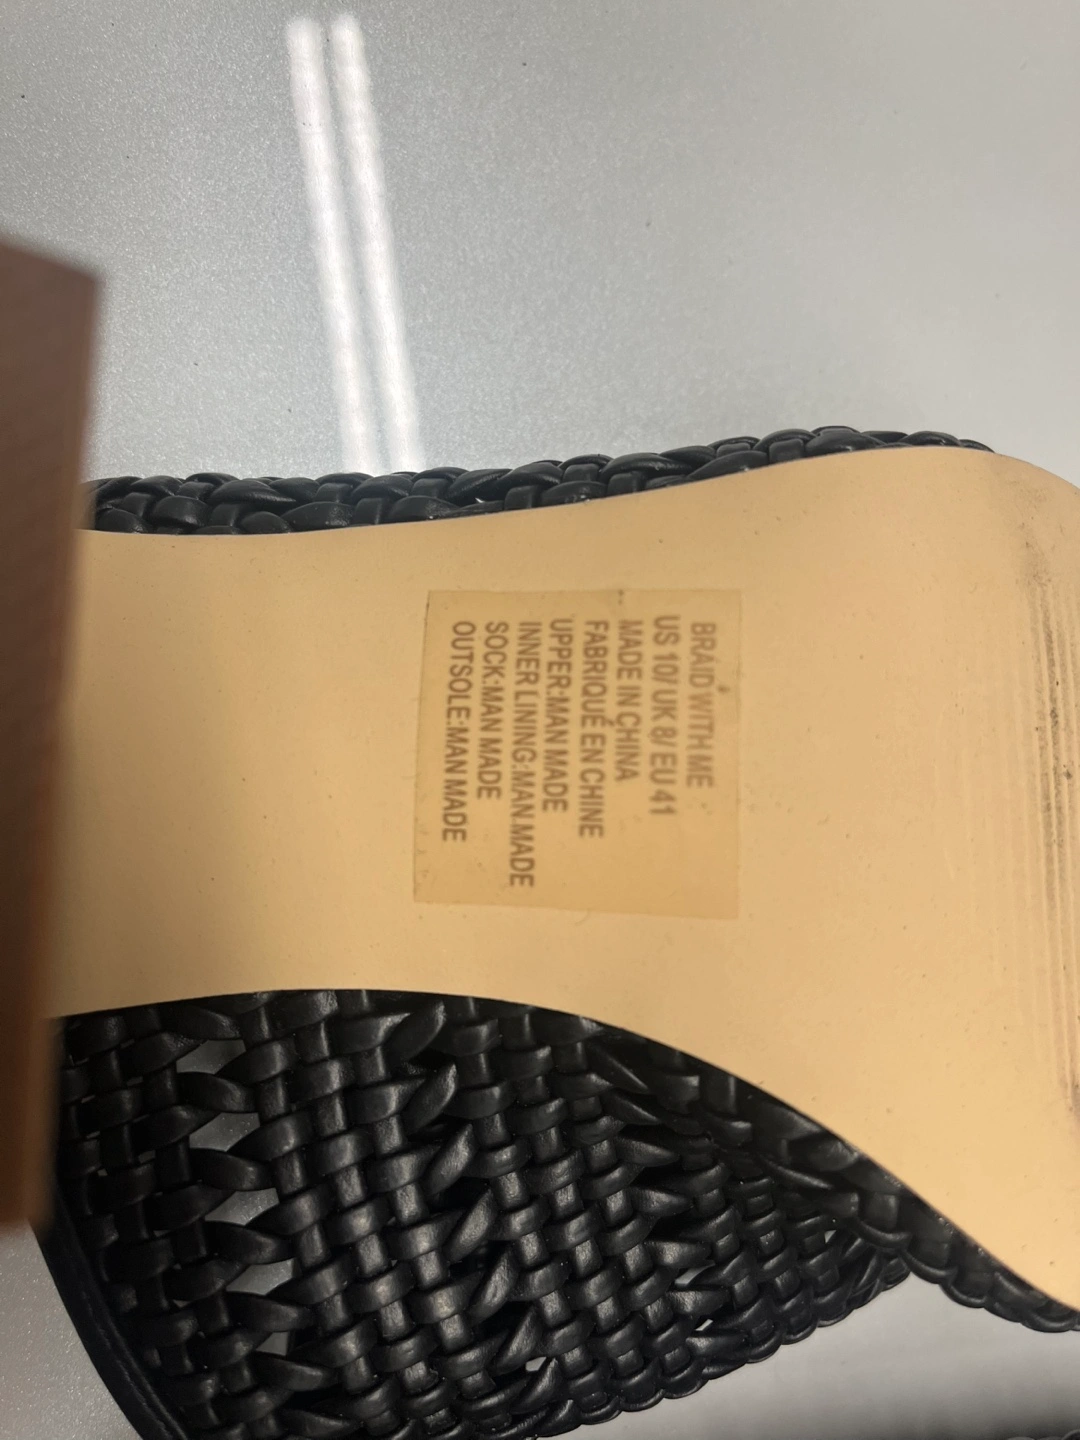 BRAID WITH ME
US 10/ UK 8/ EU 41
MADE IN CHINA
FABRIQUÉ EN CHINE
UPPER:MAN MADE
INNER LINING:MAN.MADE
SOCK:MAN MADE
OUTSOLE:MAN MADE